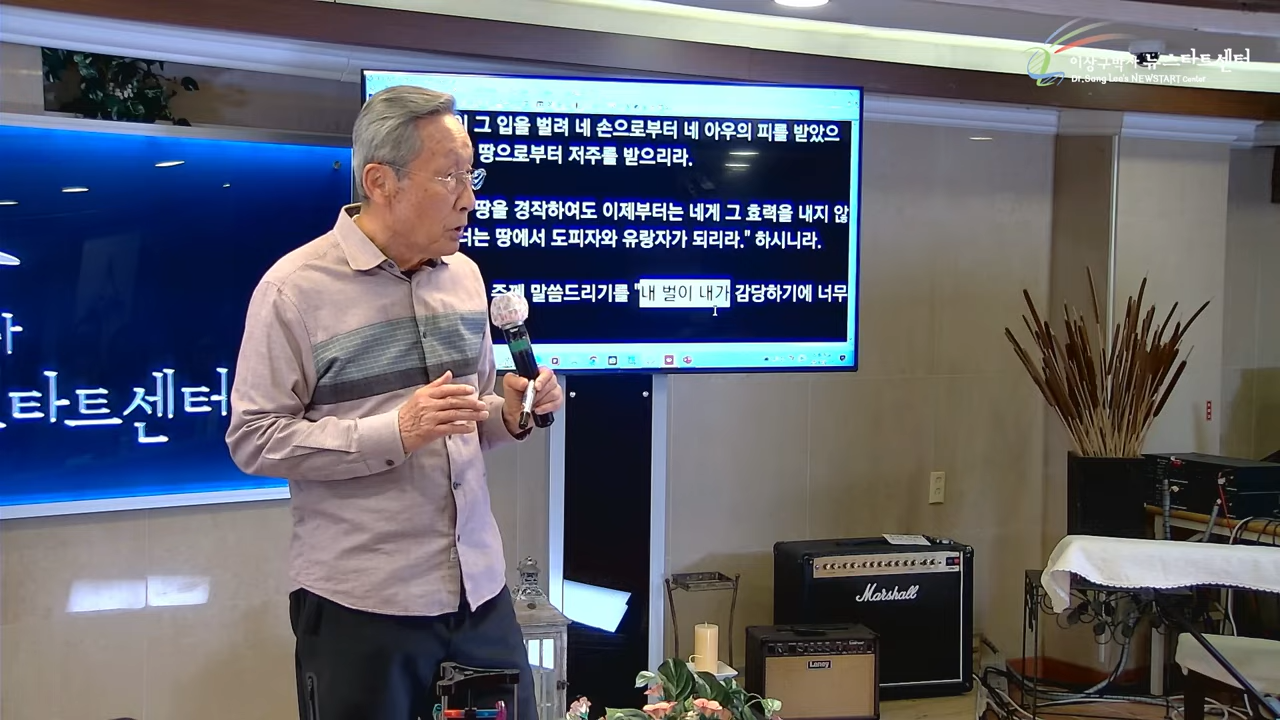 이상구박사 뉴스타트센터
Dr.Sang Lee's NEWSTART Center
그 입을 벌려 네 손으로부터 네 아우의 피를 받았으
땅으로부터 저주를 받으리라.
땅을 경작하여도 이제부터는 네게 그 효력을 내지 않
터는 땅에서 도피자와 유랑자가 되리라." 하시니라.
주께 말씀드리기를 "내 벌이 내가 감당하기에 너무
타트센터
Marshall
Laney